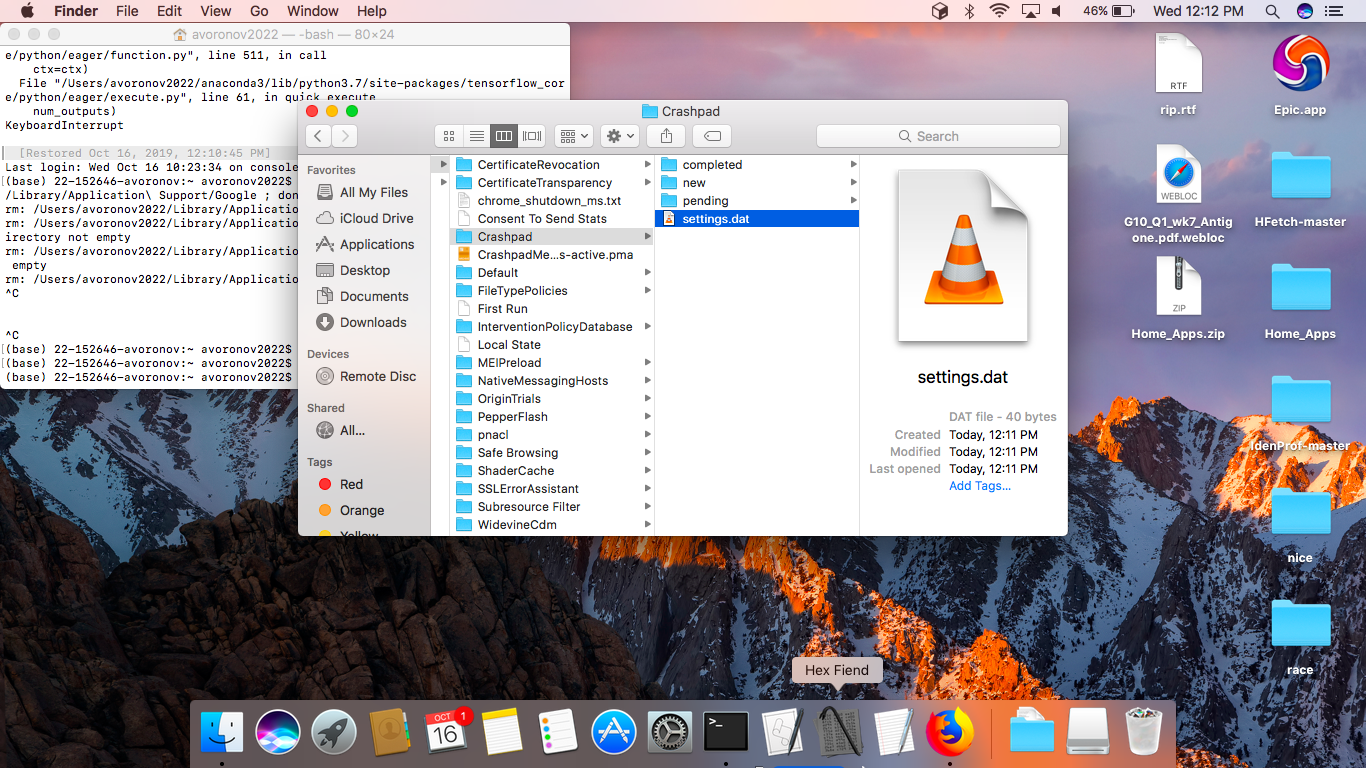 Finder File Edit View Go Window Help
46% Wed 12:12 PM
avoronov2022 — -bash — 80×24
e/python/eager/function.py", line 511, in call
ctx=ctx)
File "/Users/avoronov2022/anaconda3/lib/python3.7/site-packages/tensorflow_cor
e/python/eager/execute.py", line 61, in quick_execute
num_outputs)
KeyboardInterrupt
[Restored Oct 16, 2019, 12:10:45 PM]
Last login: Wed Oct 16 10:23:34 on console
(base) 22-152646-avoronov:~ avoronov2022$
/Library/Application\ Support/Google ; don
rm: /Users/avoronov2022/Library/Applicatio
rm: /Users/avoronov2022/Library/Applicatio
irectory not empty
rm: /Users/avoronov2022/Library/Applicatio
empty
rm: /Users/avoronov2022/Library/Applicatio
^C
^C
(base) 22-152646-avoronov:~ avoronov2022$
(base) 22-152646-avoronov:~ avoronov2022$
(base) 22-152646-avoronov:~ avoronov2022$
Crashpad
Search
Favorites
All My Files
iCloud Drive
Applications
Desktop
Documents
Downloads
Devices
Remote Disc
Shared
All...
Tags
Red
Orange
Yellow
CertificateRevocation
CertificateTransparency
chrome_shutdown_ms.txt
Consent To Send Stats
Crashpad
CrashpadMe...s-active.pma
Default
FileTypePolicies
First Run
InterventionPolicyDatabase
Local State
MEIPreload
NativeMessagingHosts
OriginTrials
PepperFlash
pnacl
Safe Browsing
ShaderCache
SSLErrorAssistant
Subresource Filter
WidevineCdm
completed
new
pending
settings.dat
settings.dat
DAT file - 40 bytes
Created Today, 12:11 PM
Modified Today, 12:11 PM
Last opened Today, 12:11 PM
Add Tags...
RTF
rip.rtf
Epic.app
WEBLOC
G10_Q1_wk7_Antig
one.pdf.webloc
HFetch-master
ZIP
Home_Apps.zip
Home_Apps
IdenProf-master
nice
race
Hex Fiend
OCT
1
16
>_